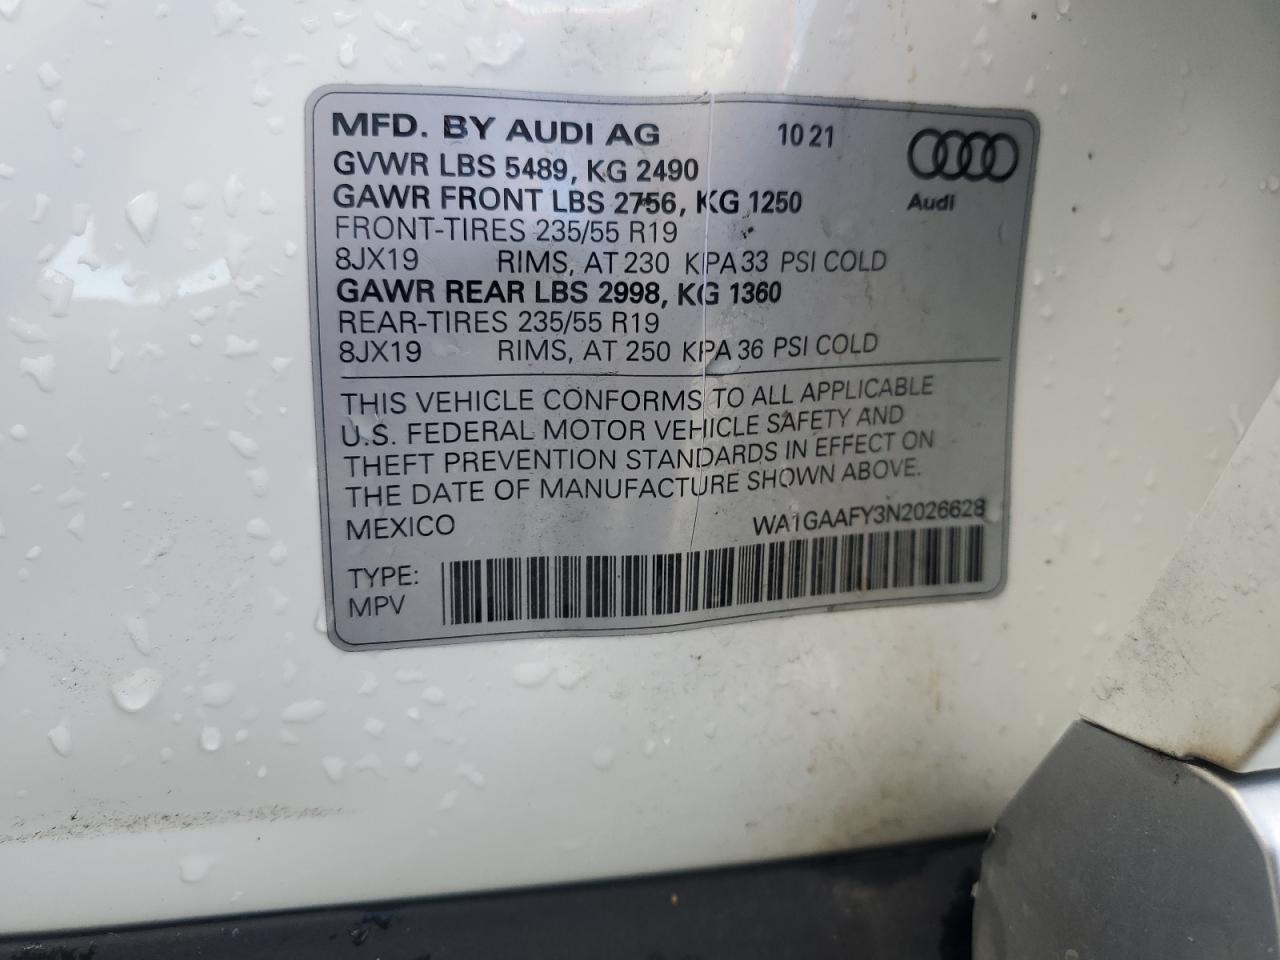 MFD. BY AUDI AG 10 21
GVWR LBS 5489, KG 2490
GAWR FRONT LBS 2756, KG 1250
Audi
FRONT-TIRES 235/55 R19
8JX19 RIMS, AT 230 KPA 33 PSI COLD
GAWR REAR LBS 2998, KG 1360
REAR-TIRES 235/55 R19
8JX19 RIMS, AT 250 KPA 36 PSI COLD
THIS VEHICLE CONFORMS TO ALL APPLICABLE
U.S. FEDERAL MOTOR VEHICLE SAFETY AND
THEFT PREVENTION STANDARDS IN EFFECT ON
THE DATE OF MANUFACTURE SHOWN ABOVE.
MEXICO WA1GAAFY3N2026628
TYPE:
MPV